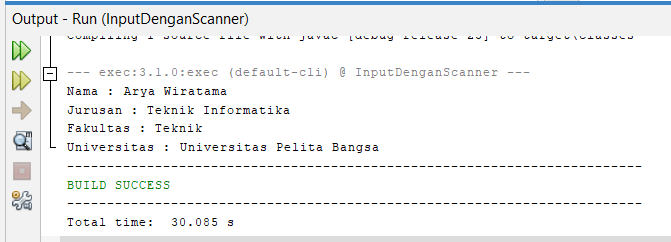 Output - Run (InputDenganScanner)
Compiling 1 source file with javac [debug release 23] to target\classes
--- exec:3.1.0:exec (default-cli) @ InputDenganScanner ---
Nama : Arya Wiratama
Jurusan : Teknik Informatika
Fakultas : Teknik
Universitas : Universitas Pelita Bangsa
------------------------------------------------------------------------
BUILD SUCCESS
------------------------------------------------------------------------
Total time:  30.085 s